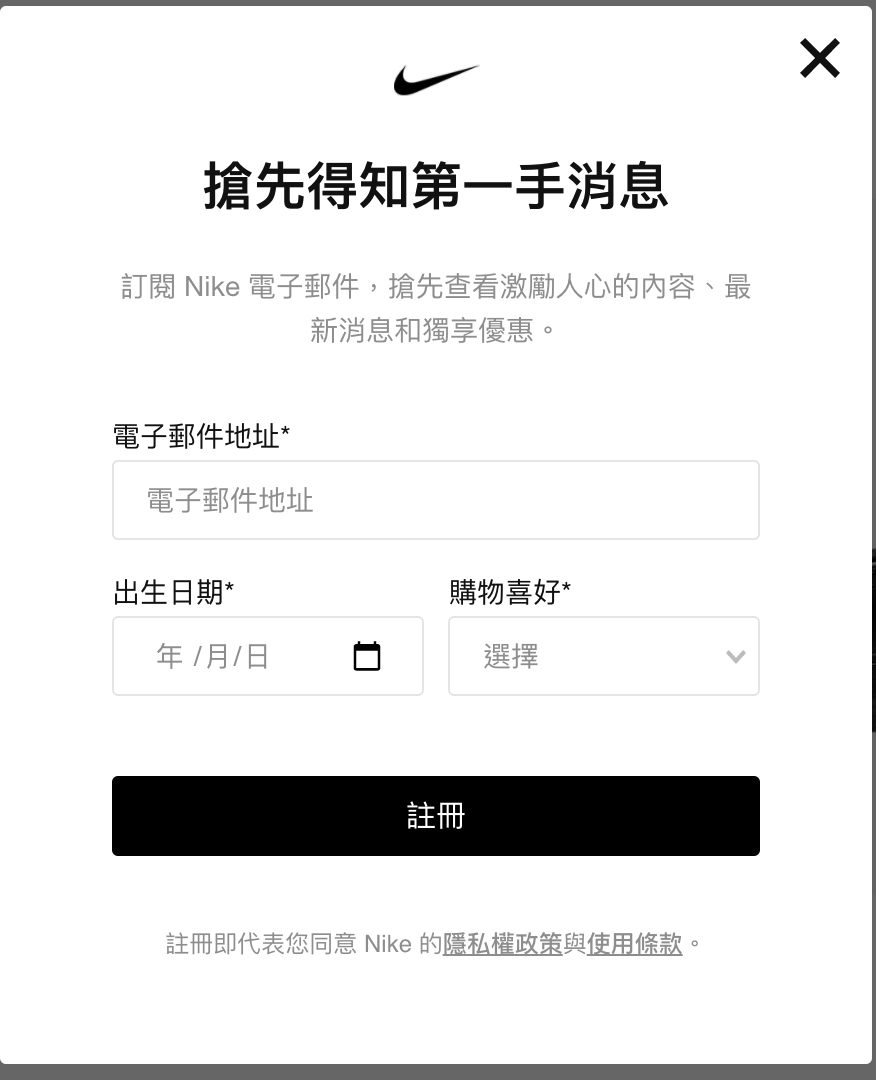 搶先得知第一手消息
訂閱 Nike 電子郵件，搶先查看激勵人心的內容、最
新消息和獨享優惠。
電子郵件地址*
電子郵件地址
出生日期*
購物喜好*
年 /月/日
選擇
註冊
註冊即代表您同意 Nike 的隱私權政策與使用條款。